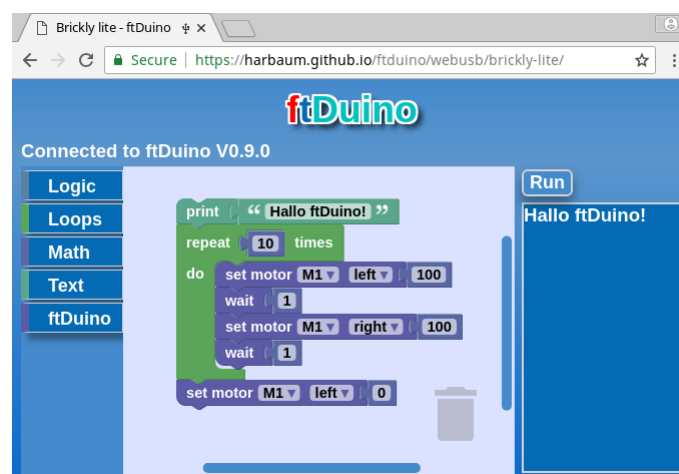 Brickly lite - ftDuino
Secure | https://harbaum.github.io/ftduino/webusb/brickly-lite/
ftDuino
Connected to ftDuino V0.9.0
Logic
Loops
Math
Text
ftDuino
print “ Hallo ftDuino! ”
repeat 10 times
do set motor M1 left 100
wait 1
set motor M1 right 100
wait 1
set motor M1 left 0
Run
Hallo ftDuino!